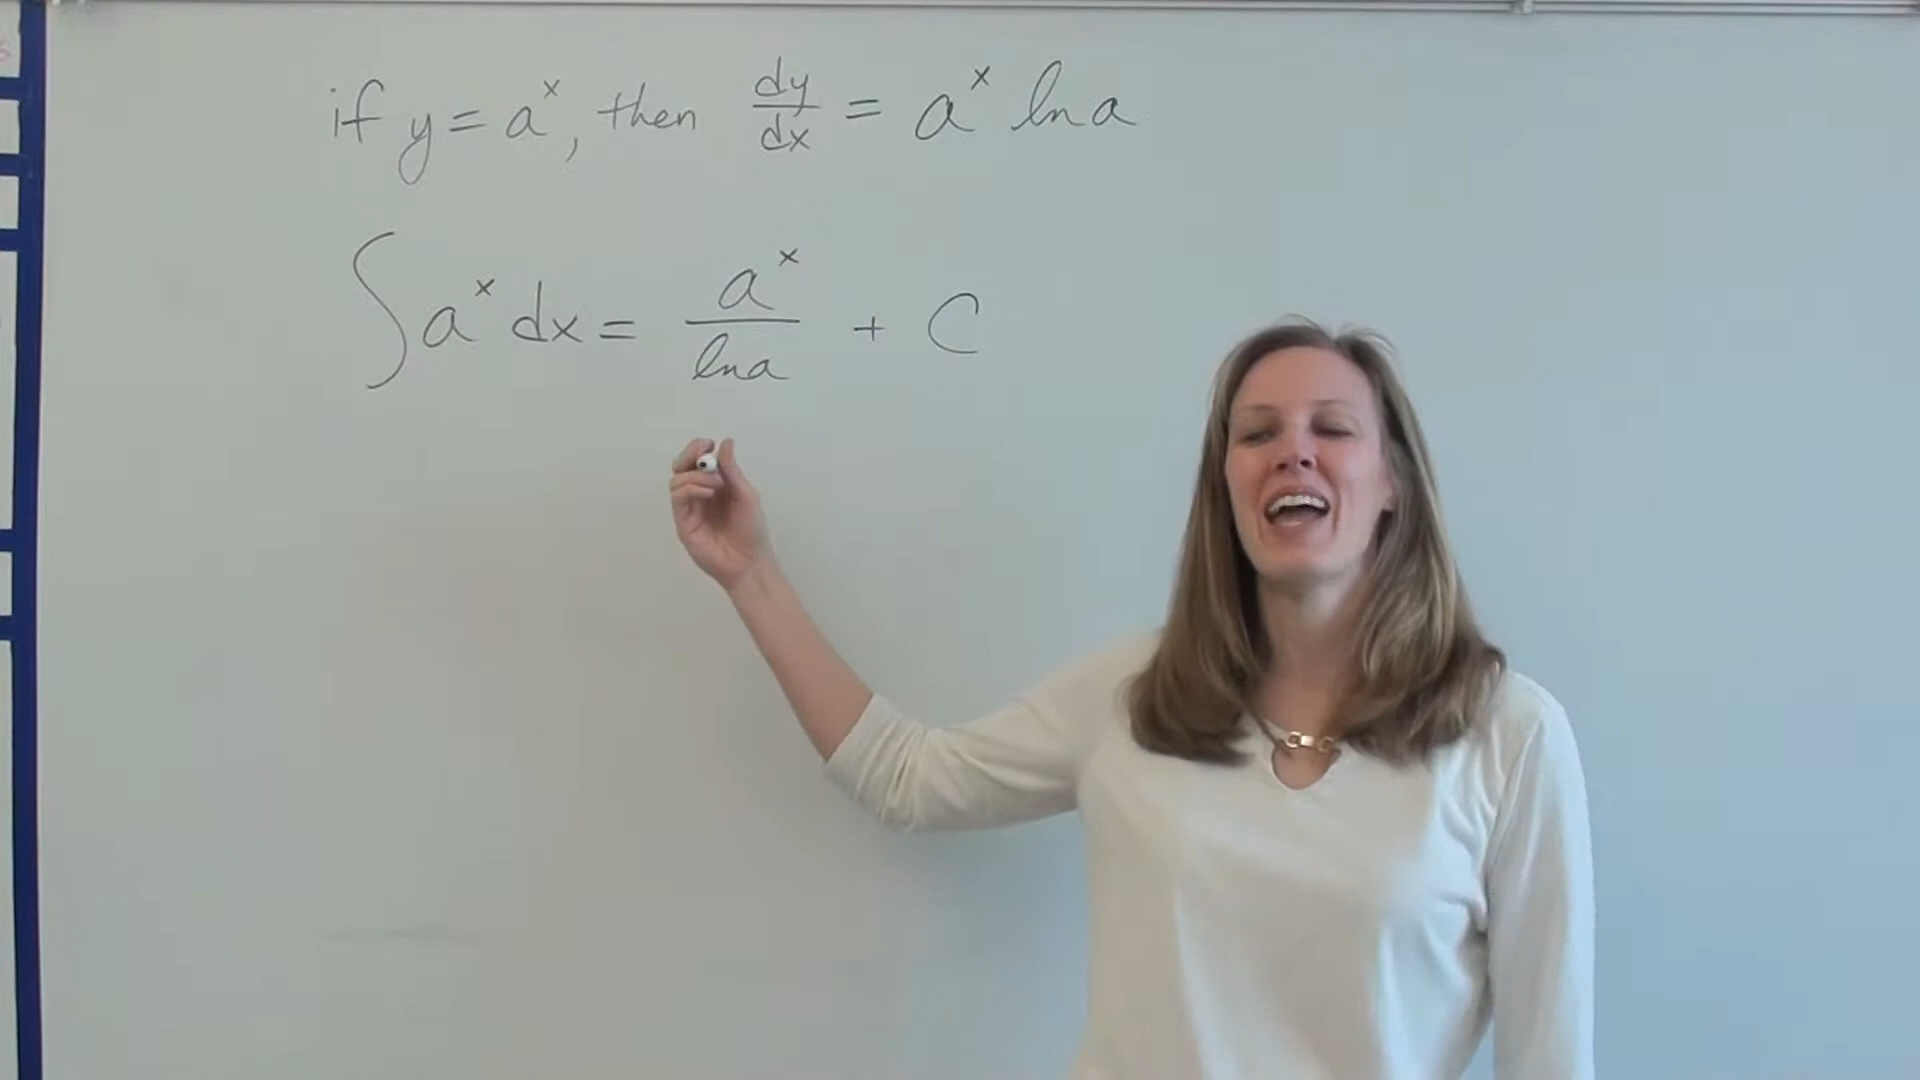 if y = aˣ, then dy/dx = aˣ ln a
∫ aˣ dx = aˣ/ln a + C